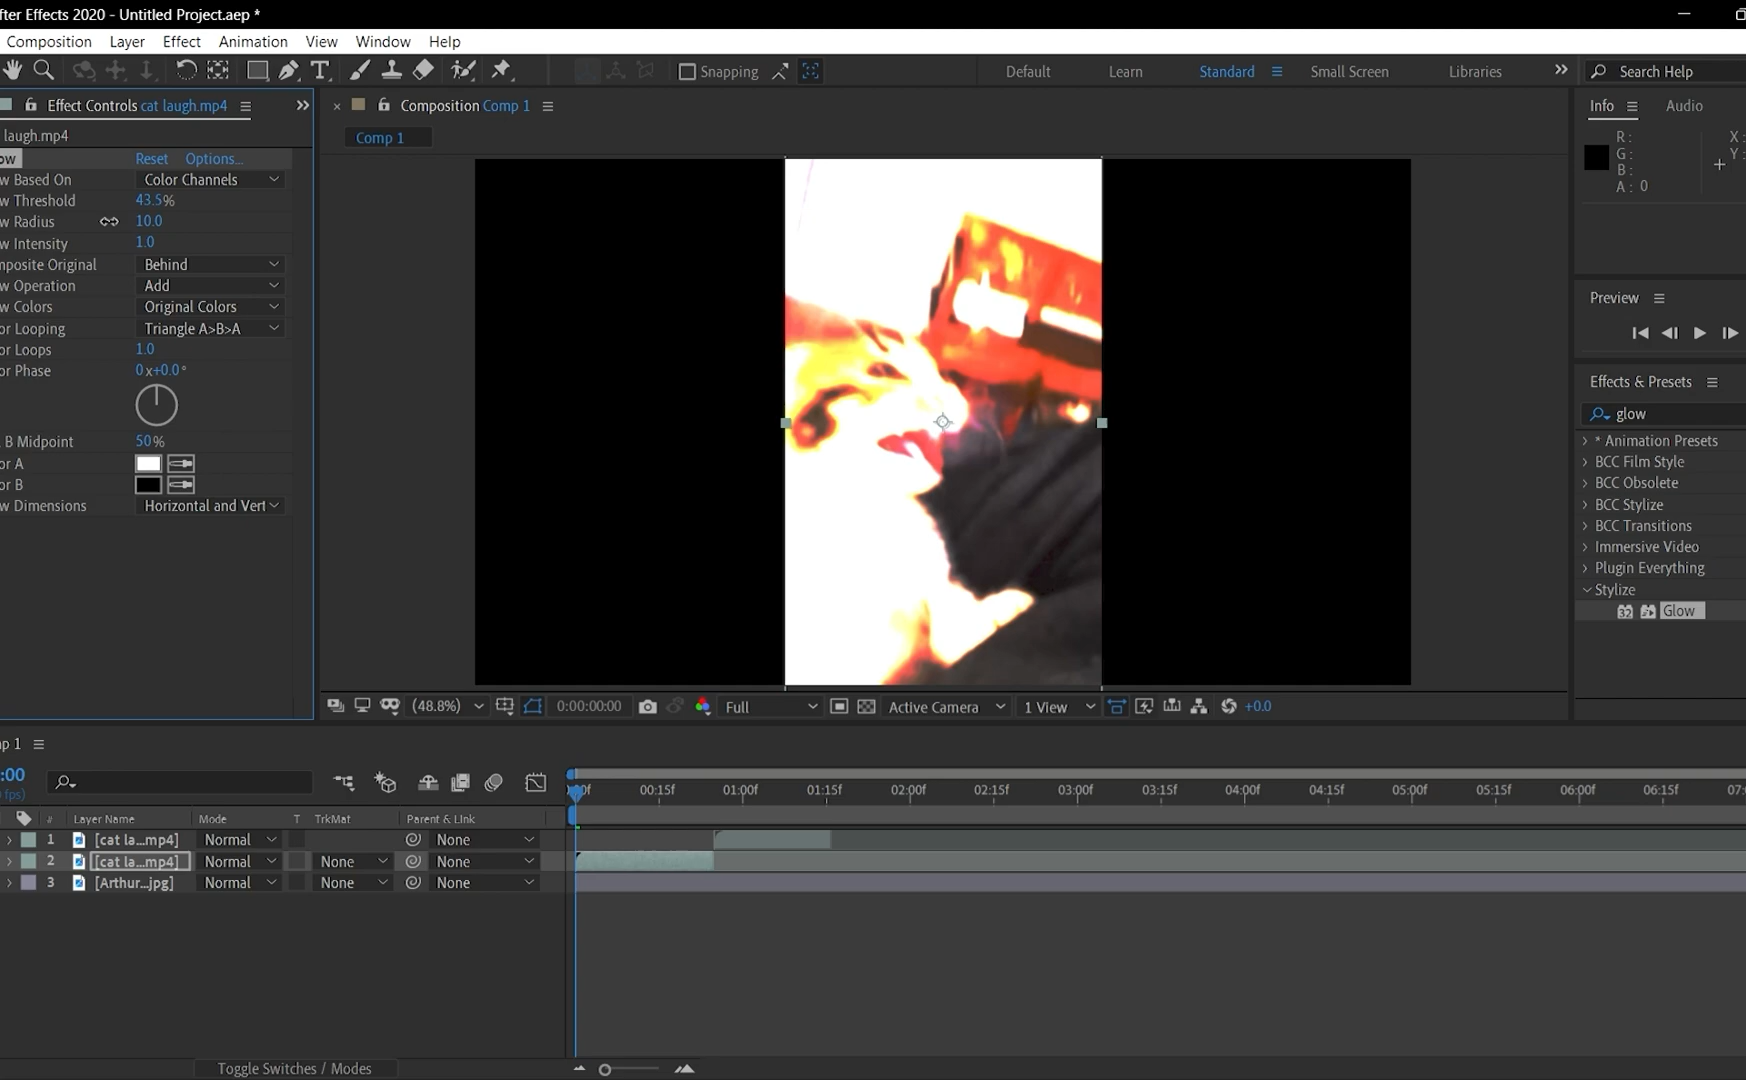 fter Effects 2020 - Untitled Project.aep *
Composition Layer Effect Animation View Window Help
Snapping Default Learn Standard Small Screen Libraries Search Help
Effect Controls cat laugh.mp4
laugh.mp4
ow Reset Options...
w Based On Color Channels
w Threshold 43.5%
w Radius 10.0
w Intensity 1.0
mposite Original Behind
w Operation Add
w Colors Original Colors
or Looping Triangle A>B>A
or Loops 1.0
or Phase 0x+0.0°
B Midpoint 50%
or A
or B
w Dimensions Horizontal and Vert
Composition Comp 1
Comp 1
(48.8%) 0:00:00:00 Full Active Camera 1 View +0.0
Info Audio
R: X:
G: Y:
B:
A: 0
Preview
Effects & Presets
glow
* Animation Presets
BCC Film Style
BCC Obsolete
BCC Stylize
BCC Transitions
Immersive Video
Plugin Everything
Stylize
32 Glow
mp 1
:00
fps)
00:15f 01:00f 01:15f 02:00f 02:15f 03:00f 03:15f 04:00f 04:15f 05:00f 05:15f 06:00f 06:15f 07:
# Layer Name Mode T TrkMat Parent & Link
1 [cat la...mp4] Normal None
2 [cat la...mp4] Normal None None
3 [Arthur...jpg] Normal None None
Toggle Switches / Modes